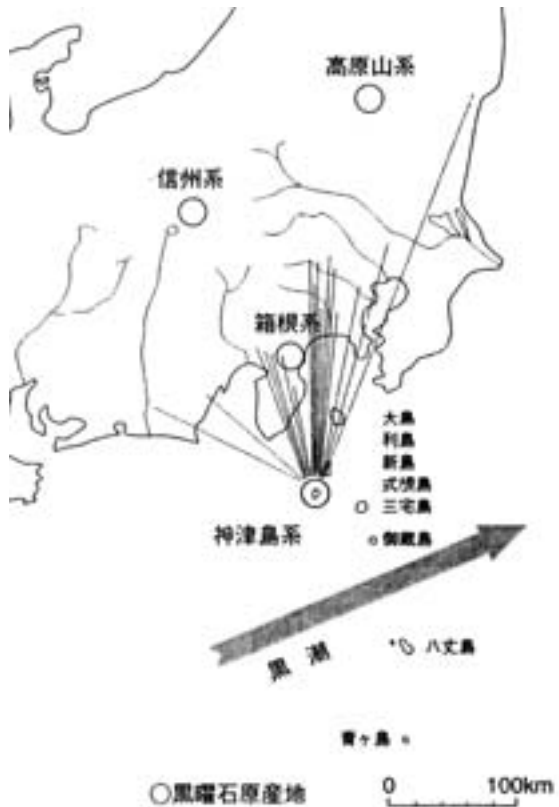 高原山系
信州系
箱根系
大島
利島
新島
式根島
三宅島
神津島系
御蔵島
黒潮
八丈島
青ヶ島
○黒曜石原産地
0 100km